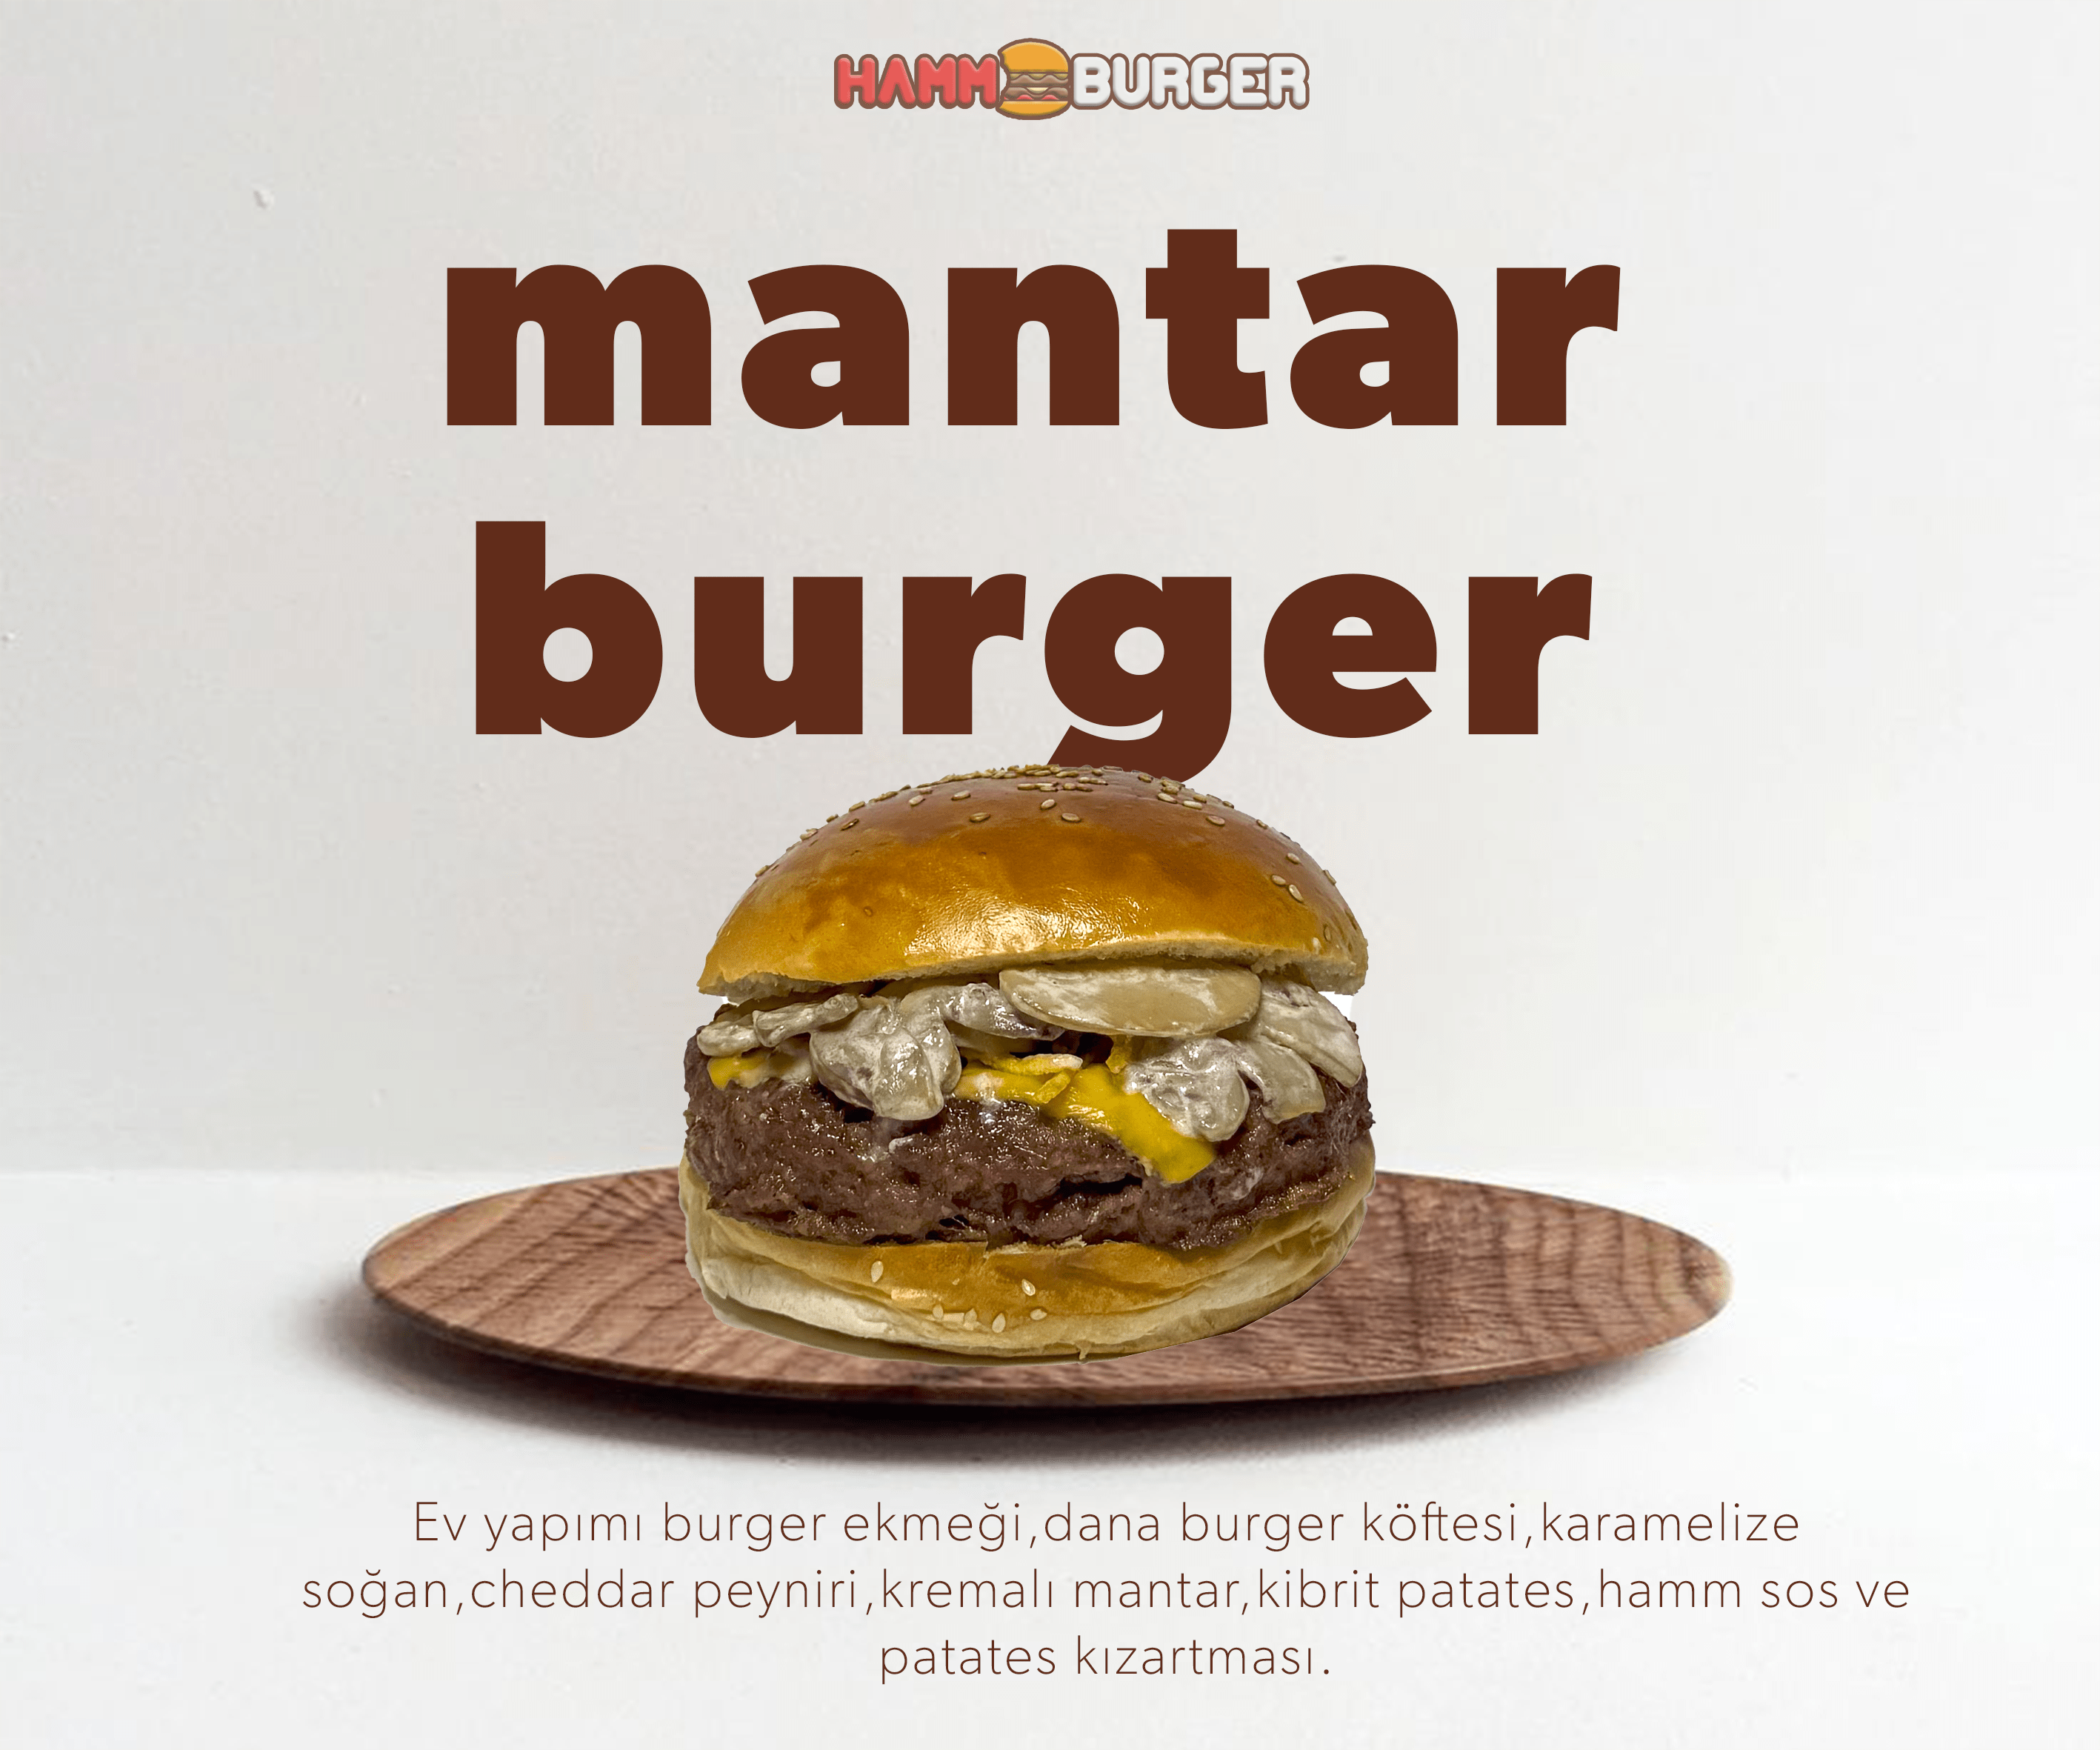 HAMM BURGER
mantar
burger
Ev yapımı burger ekmeği,dana burger köftesi,karamelize
soğan,cheddar peyniri,kremalı mantar,kibrit patates,hamm sos ve
patates kızartması.